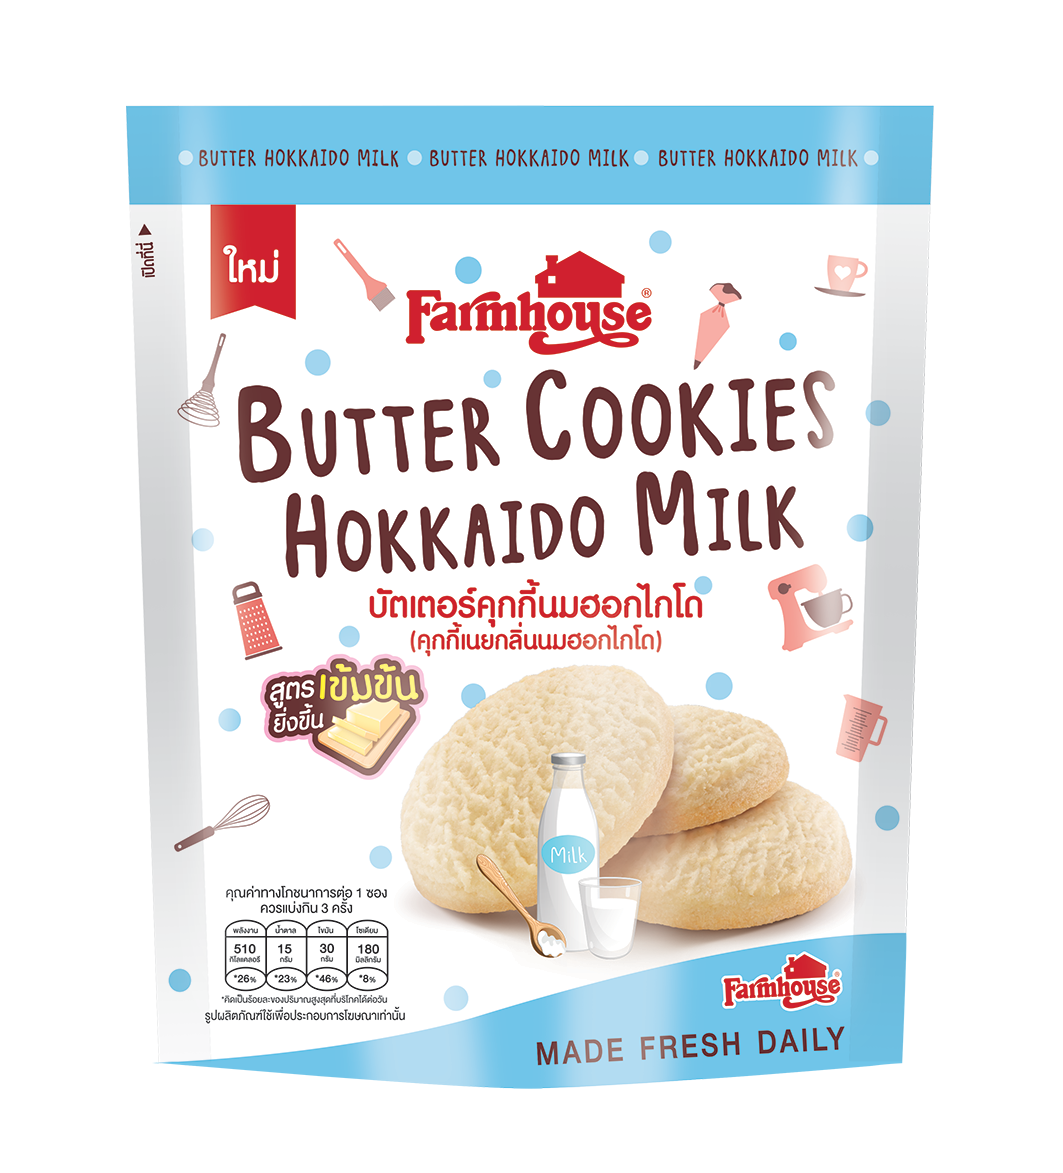 BUTTER HOKKAIDO MILK BUTTER HOKKAIDO MILK BUTTER HOKKAIDO MILK
เปิดที่นี่
ใหม่
Farmhouse®
BUTTER COOKIES
HOKKAIDO MILK
บัตเตอร์คุกกี้นมฮอกไกโด
(คุกกี้เนยกลิ่นนมฮอกไกโด)
สูตรเข้มข้น
ยิ่งขึ้น
Milk
คุณค่าทางโภชนาการต่อ 1 ซอง
ควรแบ่งกิน 3 ครั้ง
พลังงาน น้ำตาล ไขมัน โซเดียม
510 15 30 180
กิโลแคลอรี กรัม กรัม มิลลิกรัม
*26% *23% *46% *8%
*คิดเป็นร้อยละของปริมาณสูงสุดที่บริโภคได้ต่อวัน
รูปผลิตภัณฑ์ใช้เพื่อประกอบการโฆษณาเท่านั้น
Farmhouse®
MADE FRESH DAILY